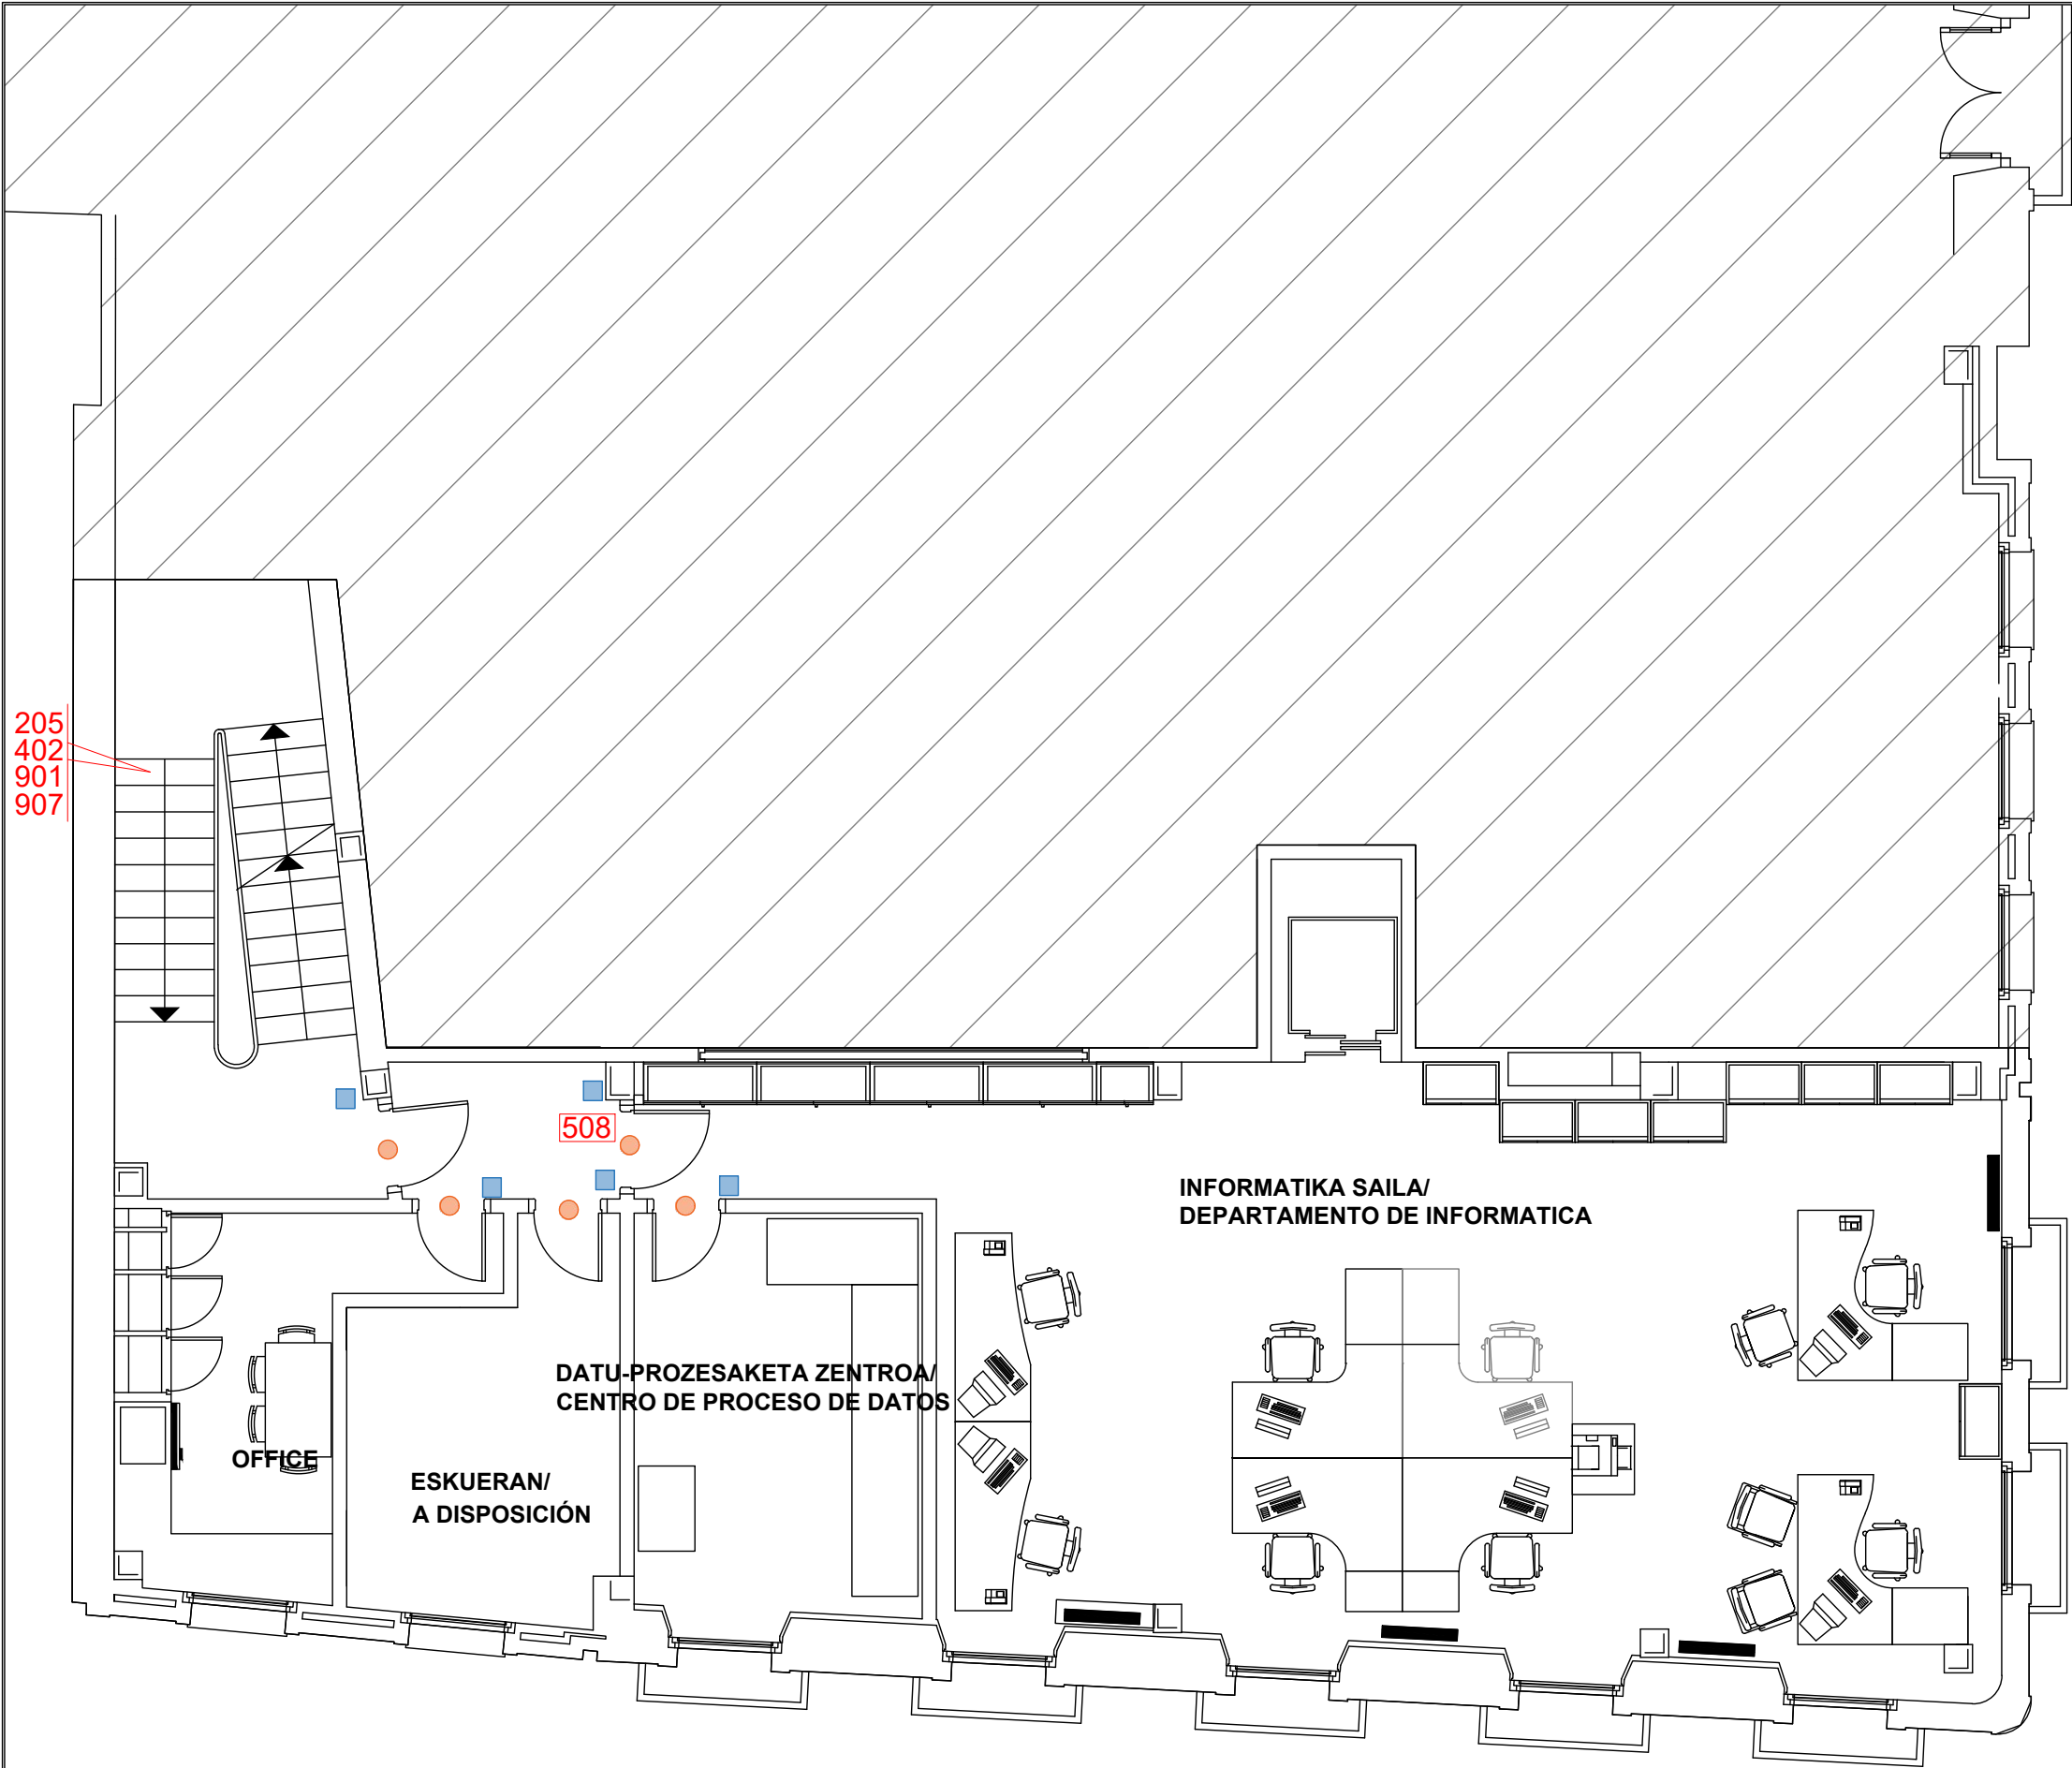 205
402
901
907
508
INFORMATIKA SAILA/
DEPARTAMENTO DE INFORMATICA
DATU-PROZESAKETA ZENTROA/
CENTRO DE PROCESO DE DATOS
OFFICE
ESKUERAN/
A DISPOSICIÓN